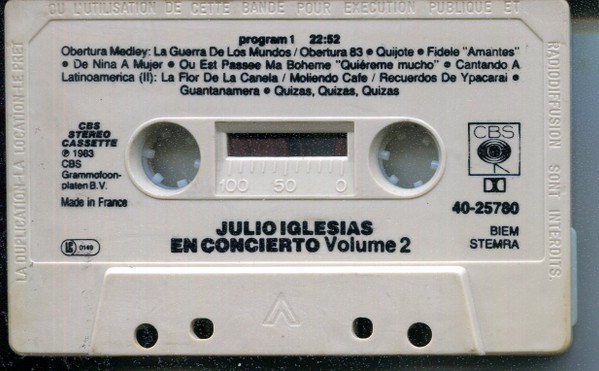 OU L'UTILISATION DE CETTE BANDE POUR EXECUTION PUBLIQUE ET
program 1 22:52
Obertura Medley: La Guerra De Los Mundos / Obertura 83 • Quijote • Fidele "Amantes"
• De Nina A Mujer • Ou Est Passee Ma Boheme "Quiéreme mucho" • Cantando A
Latinoamerica (II): La Flor De La Canela / Moliendo Cafe / Recuerdos De Ypacarai •
Guantanamera • Quizas, Quizas, Quizas
CBS
STEREO
CASSETTE
℗ 1983
CBS
Grammofoon-
platen B.V.
Made in France
LC 0149
100 50 0
CBS
40-25780
BIEM
STEMRA
JULIO IGLESIAS
EN CONCIERTO Volume 2
LA DUPLICATION-LA LOCATION-LE PRET
RADIODIFFUSION SONT INTERDITS.